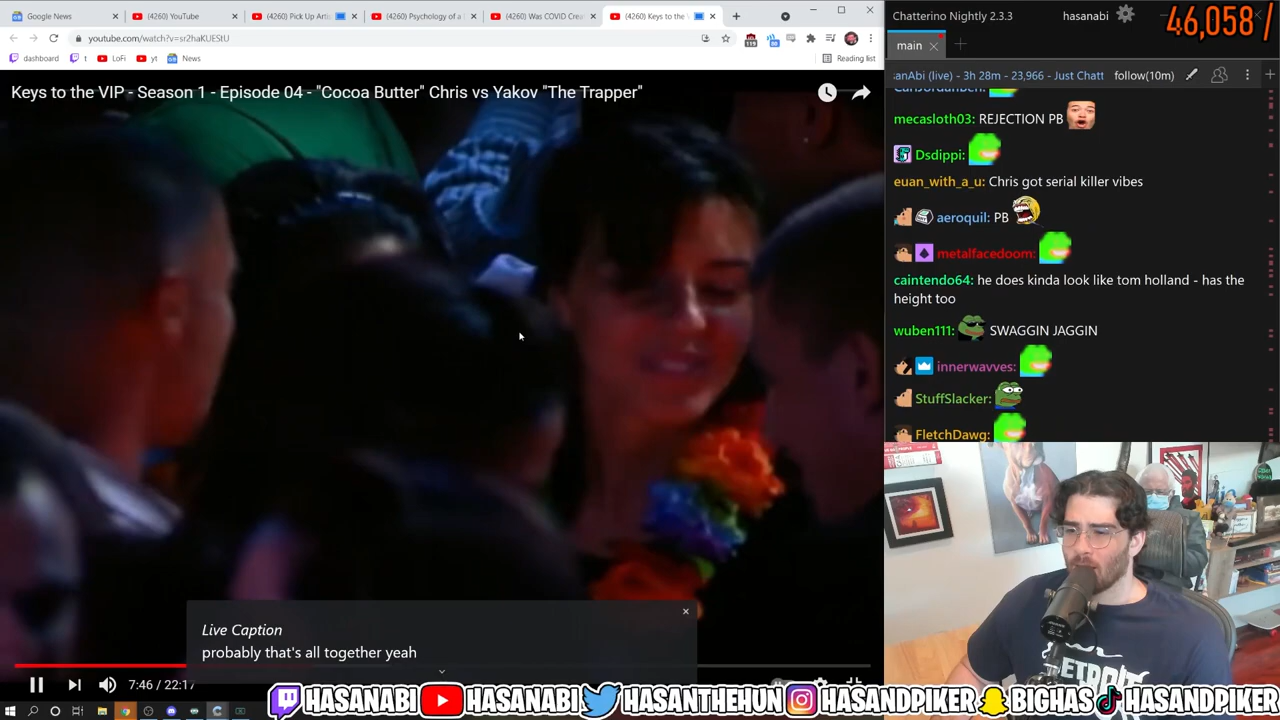 Google News
(4260) YouTube
(4260) Pick Up Artis
(4260) Psychology of a
(4260) Was COVID Crea
(4260) Keys to the V
youtube.com/watch?v=sr2haKUEStU
119
dashboard
t
LoFi
yt
News
Reading list
Keys to the VIP - Season 1 - Episode 04 - "Cocoa Butter" Chris vs Yakov "The Trapper"
Live Caption
probably that's all together yeah
7:46 / 22:17
Chatterino Nightly 2.3.3
hasanabi
46,058 /
main
sanAbi (live) - 3h 28m - 23,966 - Just Chatt
follow(10m)
mecasloth03: REJECTION PB
Dsdippi:
euan_with_a_u: Chris got serial killer vibes
aeroquil: PB
metalfacedoom:
caintendo64: he does kinda look like tom holland - has the
height too
wuben111: SWAGGIN JAGGIN
innerwavves:
StuffSlacker:
FletchDawg:
DETROIT
HASANABI HASANABI HASANTHEHUN HASANDPIKER BIGHAS HASANDPIKER